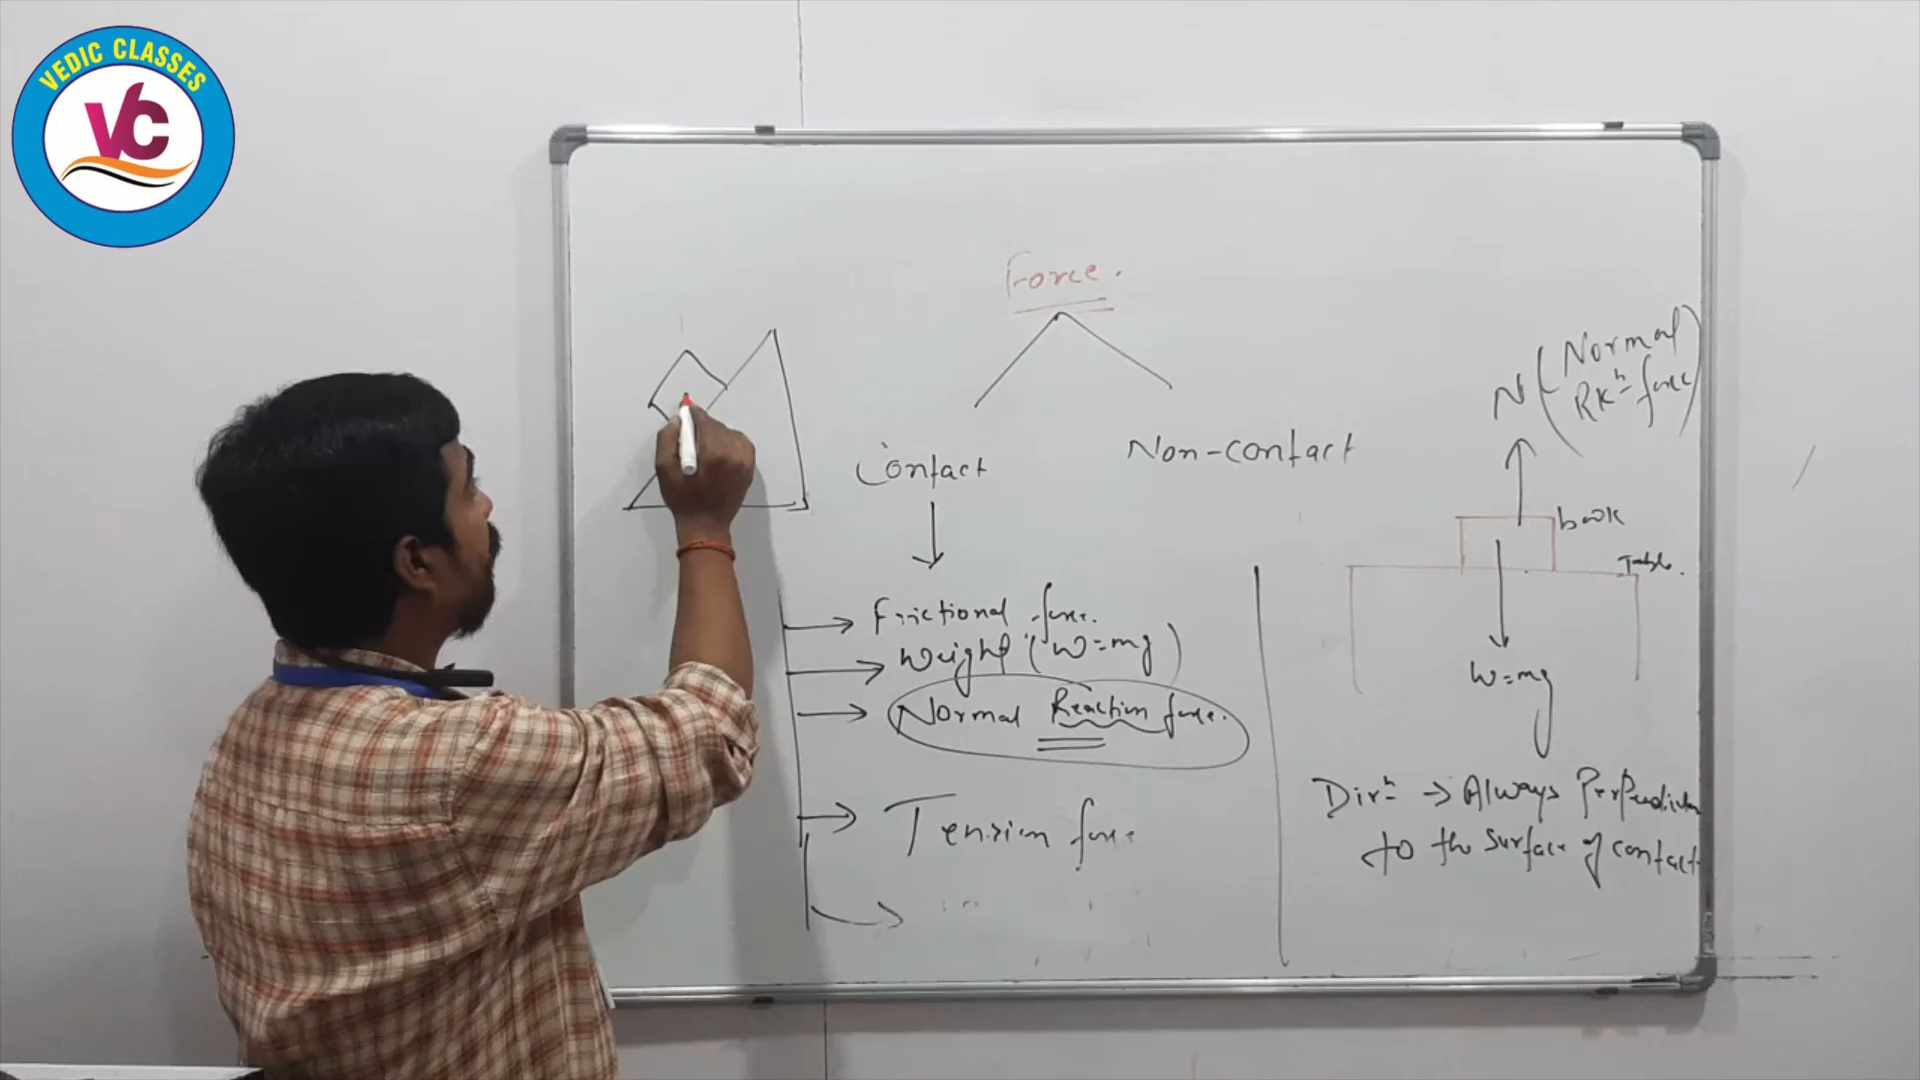 VEDIC CLASSES
VC
Force.
Contact
Non-contact
Frictional force.
Weight (W=mg)
Normal Reaction force.
Tension force
N (Normal
Rxn force)
book
Table.
W=mg
Dirn → Always Perpendicular
to the surface of contact